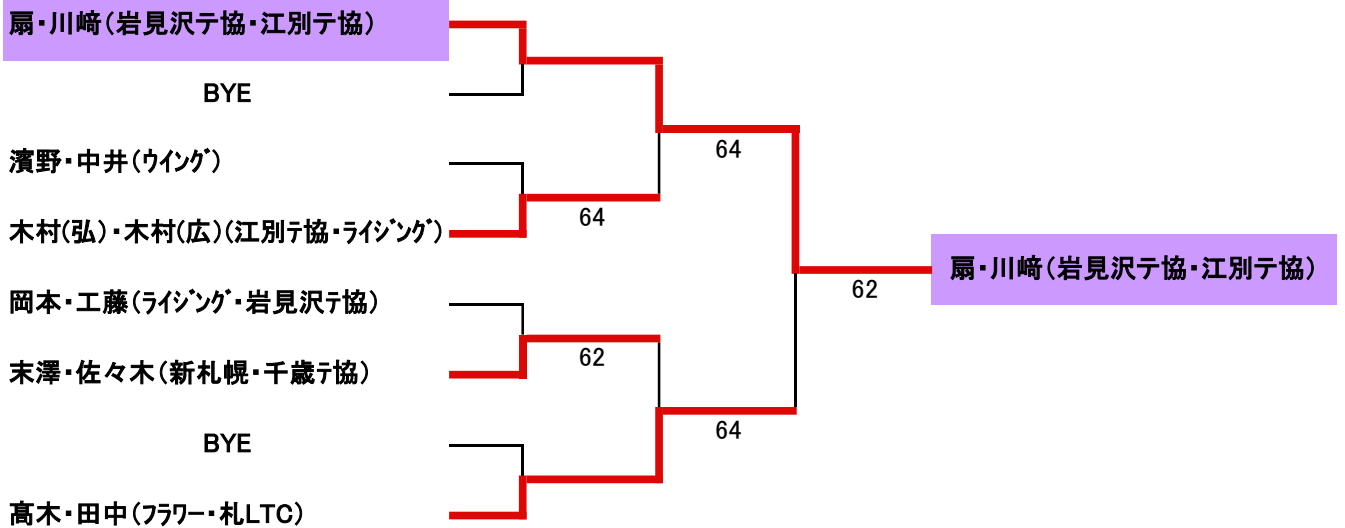 扇・川﨑(岩見沢テ協・江別テ協)
BYE
64
濱野・中井(ｳｲﾝｸﾞ)
64
木村(弘)・木村(広)(江別ﾃ協・ﾗｲｼﾞﾝｸﾞ)
扇・川﨑(岩見沢テ協・江別テ協)
62
岡本・工藤(ﾗｲｼﾞﾝｸﾞ・岩見沢ﾃ協)
62
末澤・佐々木(新札幌・千歳ﾃ協)
64
BYE
髙木・田中(ﾌﾗﾜｰ・札LTC)